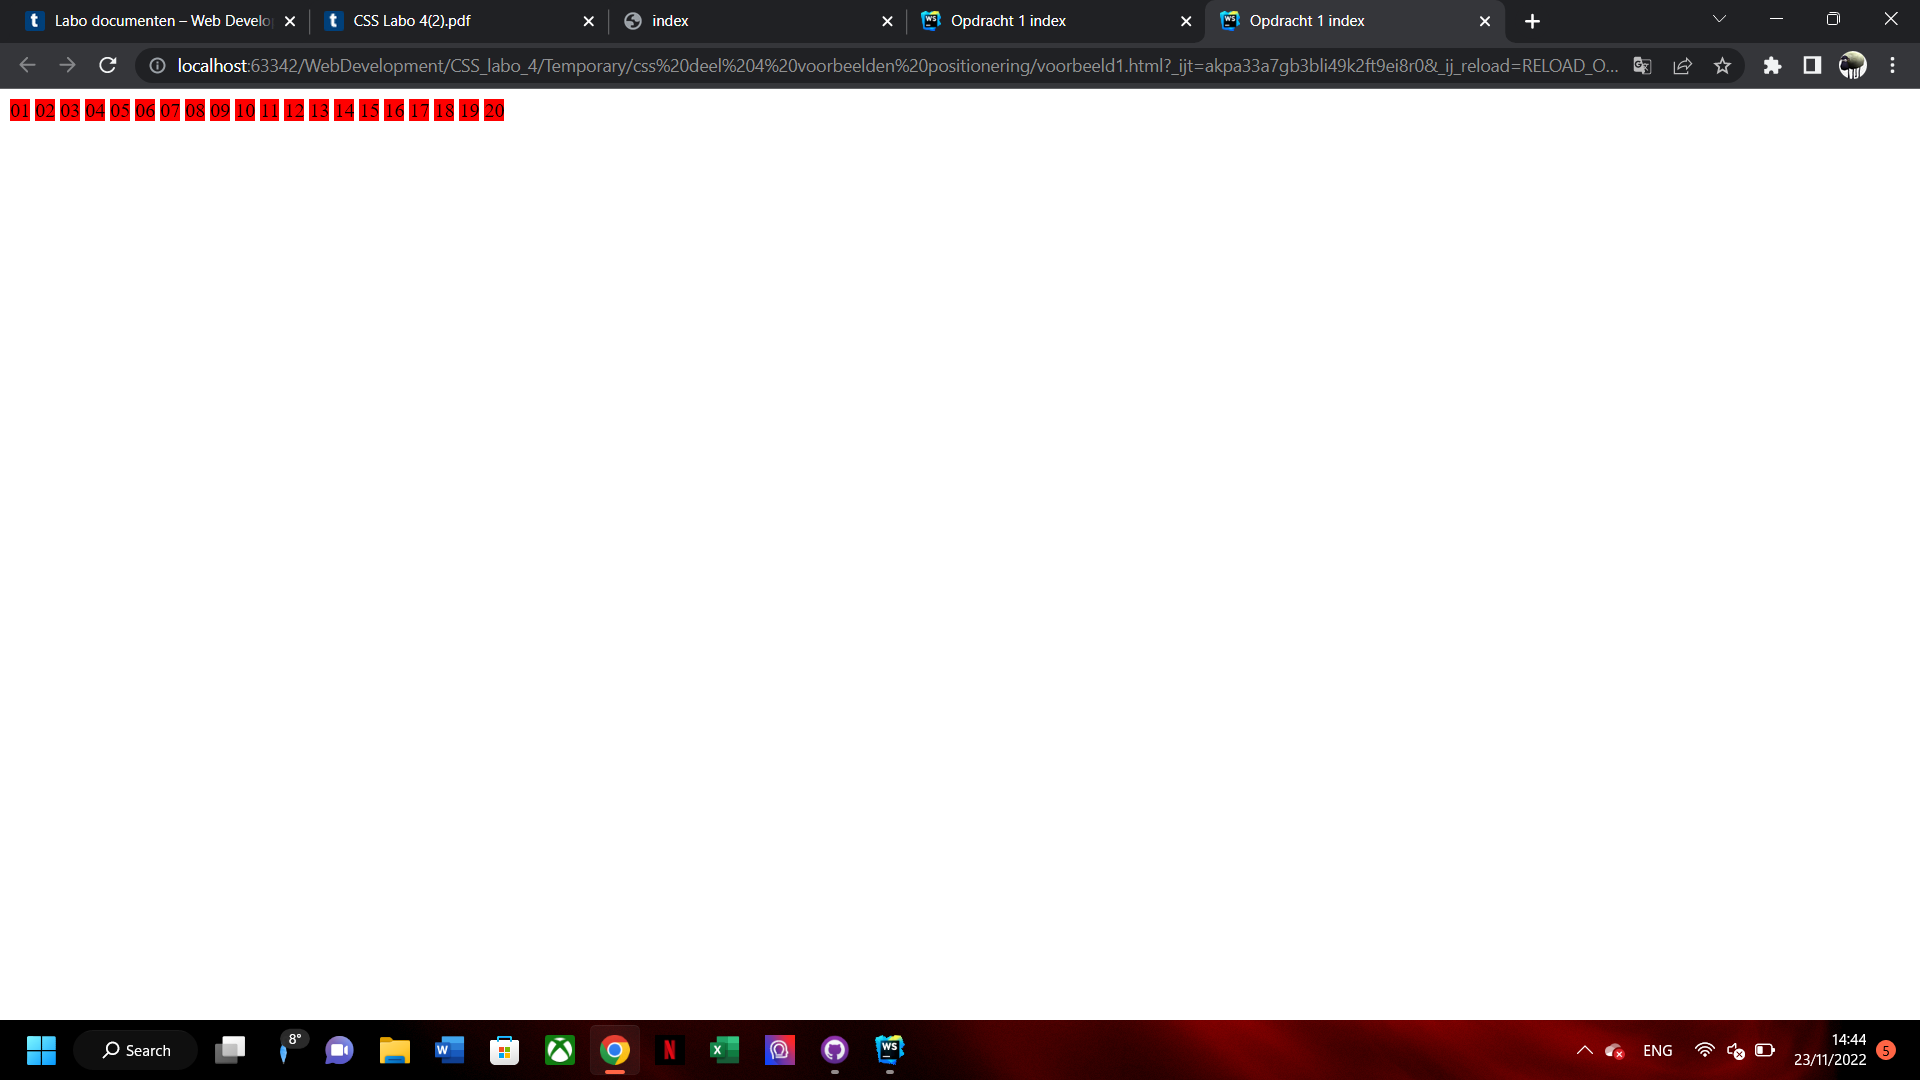 Labo documenten – Web Develo
CSS Labo 4(2).pdf
index
Opdracht 1 index
Opdracht 1 index
localhost:63342/WebDevelopment/CSS_labo_4/Temporary/css%20deel%204%20voorbeelden%20positionering/voorbeeld1.html?_ijt=akpa33a7gb3bli49k2ft9ei8r0&_ij_reload=RELOAD_O...
01 02 03 04 05 06 07 08 09 10 11 12 13 14 15 16 17 18 19 20
Search
8°
ENG
14:44
23/11/2022
5